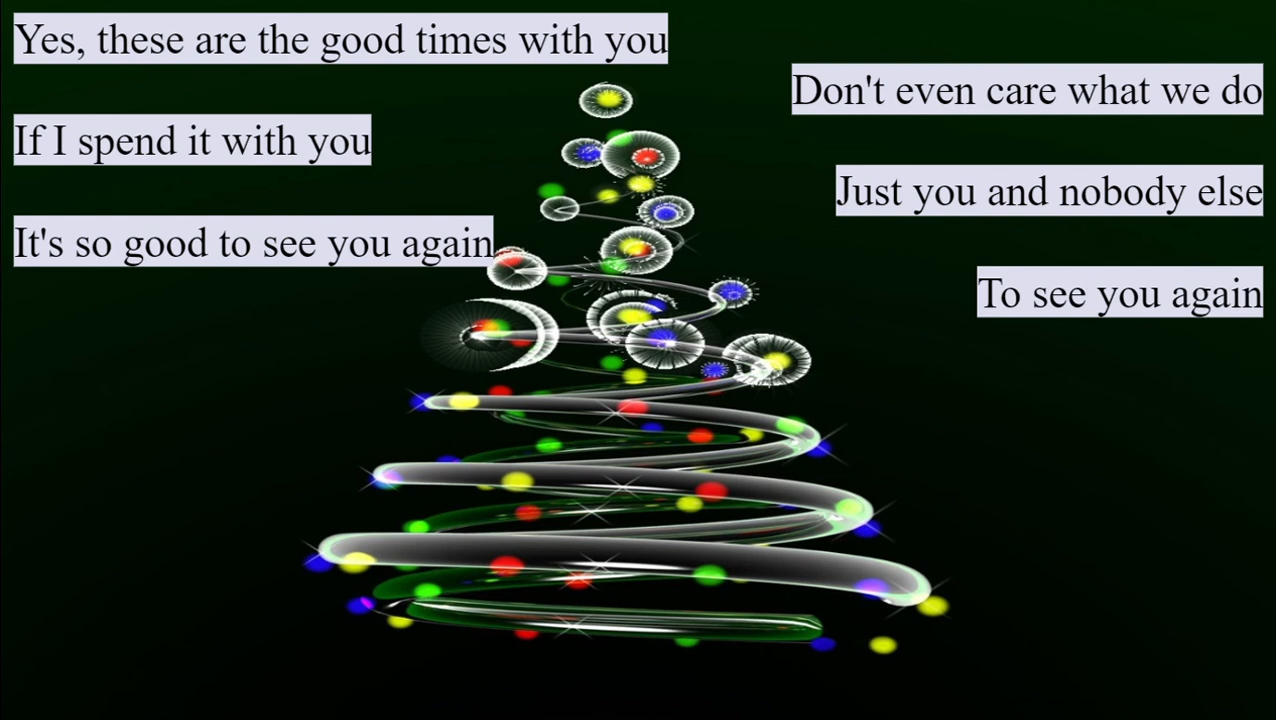 Yes, these are the good times with you
Don't even care what we do
If I spend it with you
Just you and nobody else
It's so good to see you again
To see you again